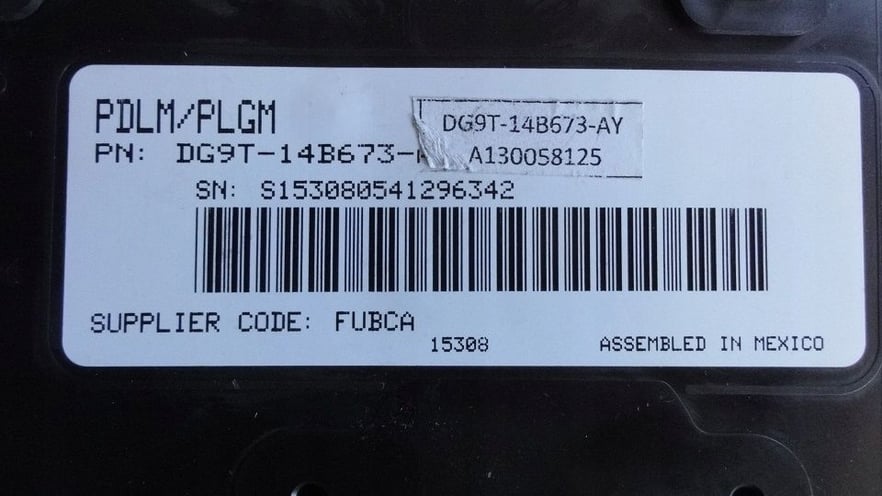 PDLM/PLGM
DG9T-14B673-AY
PN: DG9T-14B673-
A130058125
SN: S153080541296342
SUPPLIER CODE: FUBCA
15308
ASSEMBLED IN MEXICO